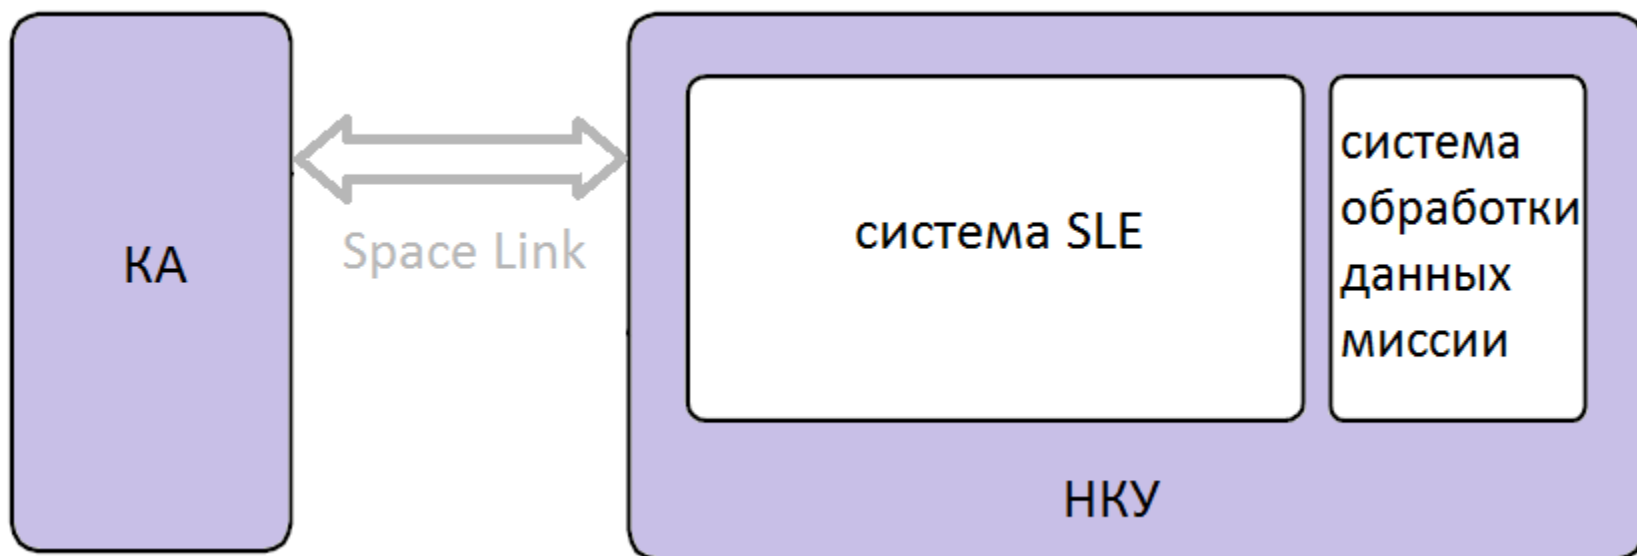 КА
Space Link
система SLE
система
обработки
данных
миссии
НКУ